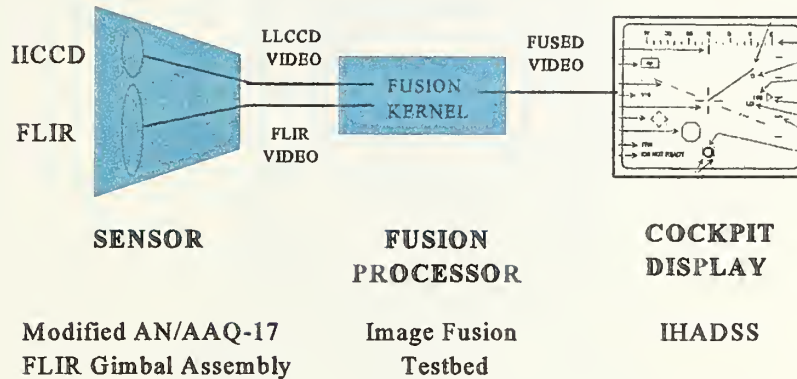 IICCD
FLIR
LLCCD
VIDEO
FLIR
VIDEO
FUSION
KERNEL
FUSED
VIDEO
SENSOR
FUSION
PROCESSOR
COCKPIT
DISPLAY
Modified AN/AAQ-17
FLIR Gimbal Assembly
Image Fusion
Testbed
IHADSS